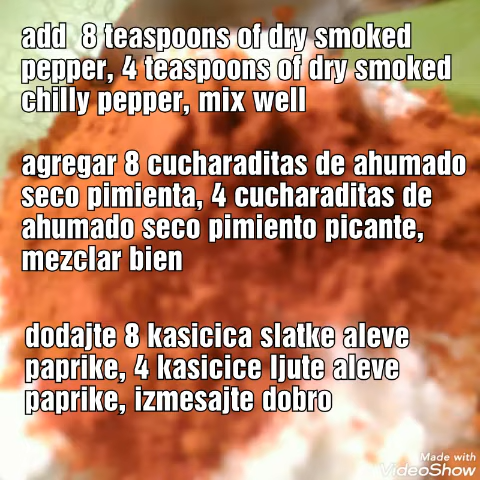 add 8 teaspoons of dry smoked
pepper, 4 teaspoons of dry smoked
chilly pepper, mix well
agregar 8 cucharaditas de ahumado
seco pimienta, 4 cucharaditas de
ahumado seco pimiento picante,
mezclar bien
dodajte 8 kasicica slatke aleve
paprike, 4 kasicice ljute aleve
paprike, izmesajte dobro
Made with
VideoShow